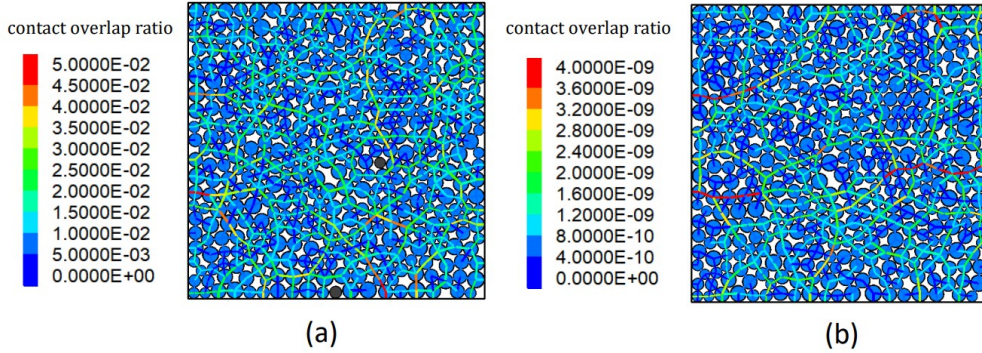 contact overlap ratio
5.0000E-02
4.5000E-02
4.0000E-02
3.5000E-02
3.0000E-02
2.5000E-02
2.0000E-02
1.5000E-02
1.0000E-02
5.0000E-03
0.0000E+00
(a)
contact overlap ratio
4.0000E-09
3.6000E-09
3.2000E-09
2.8000E-09
2.4000E-09
2.0000E-09
1.6000E-09
1.2000E-09
8.0000E-10
4.0000E-10
0.0000E+00
(b)